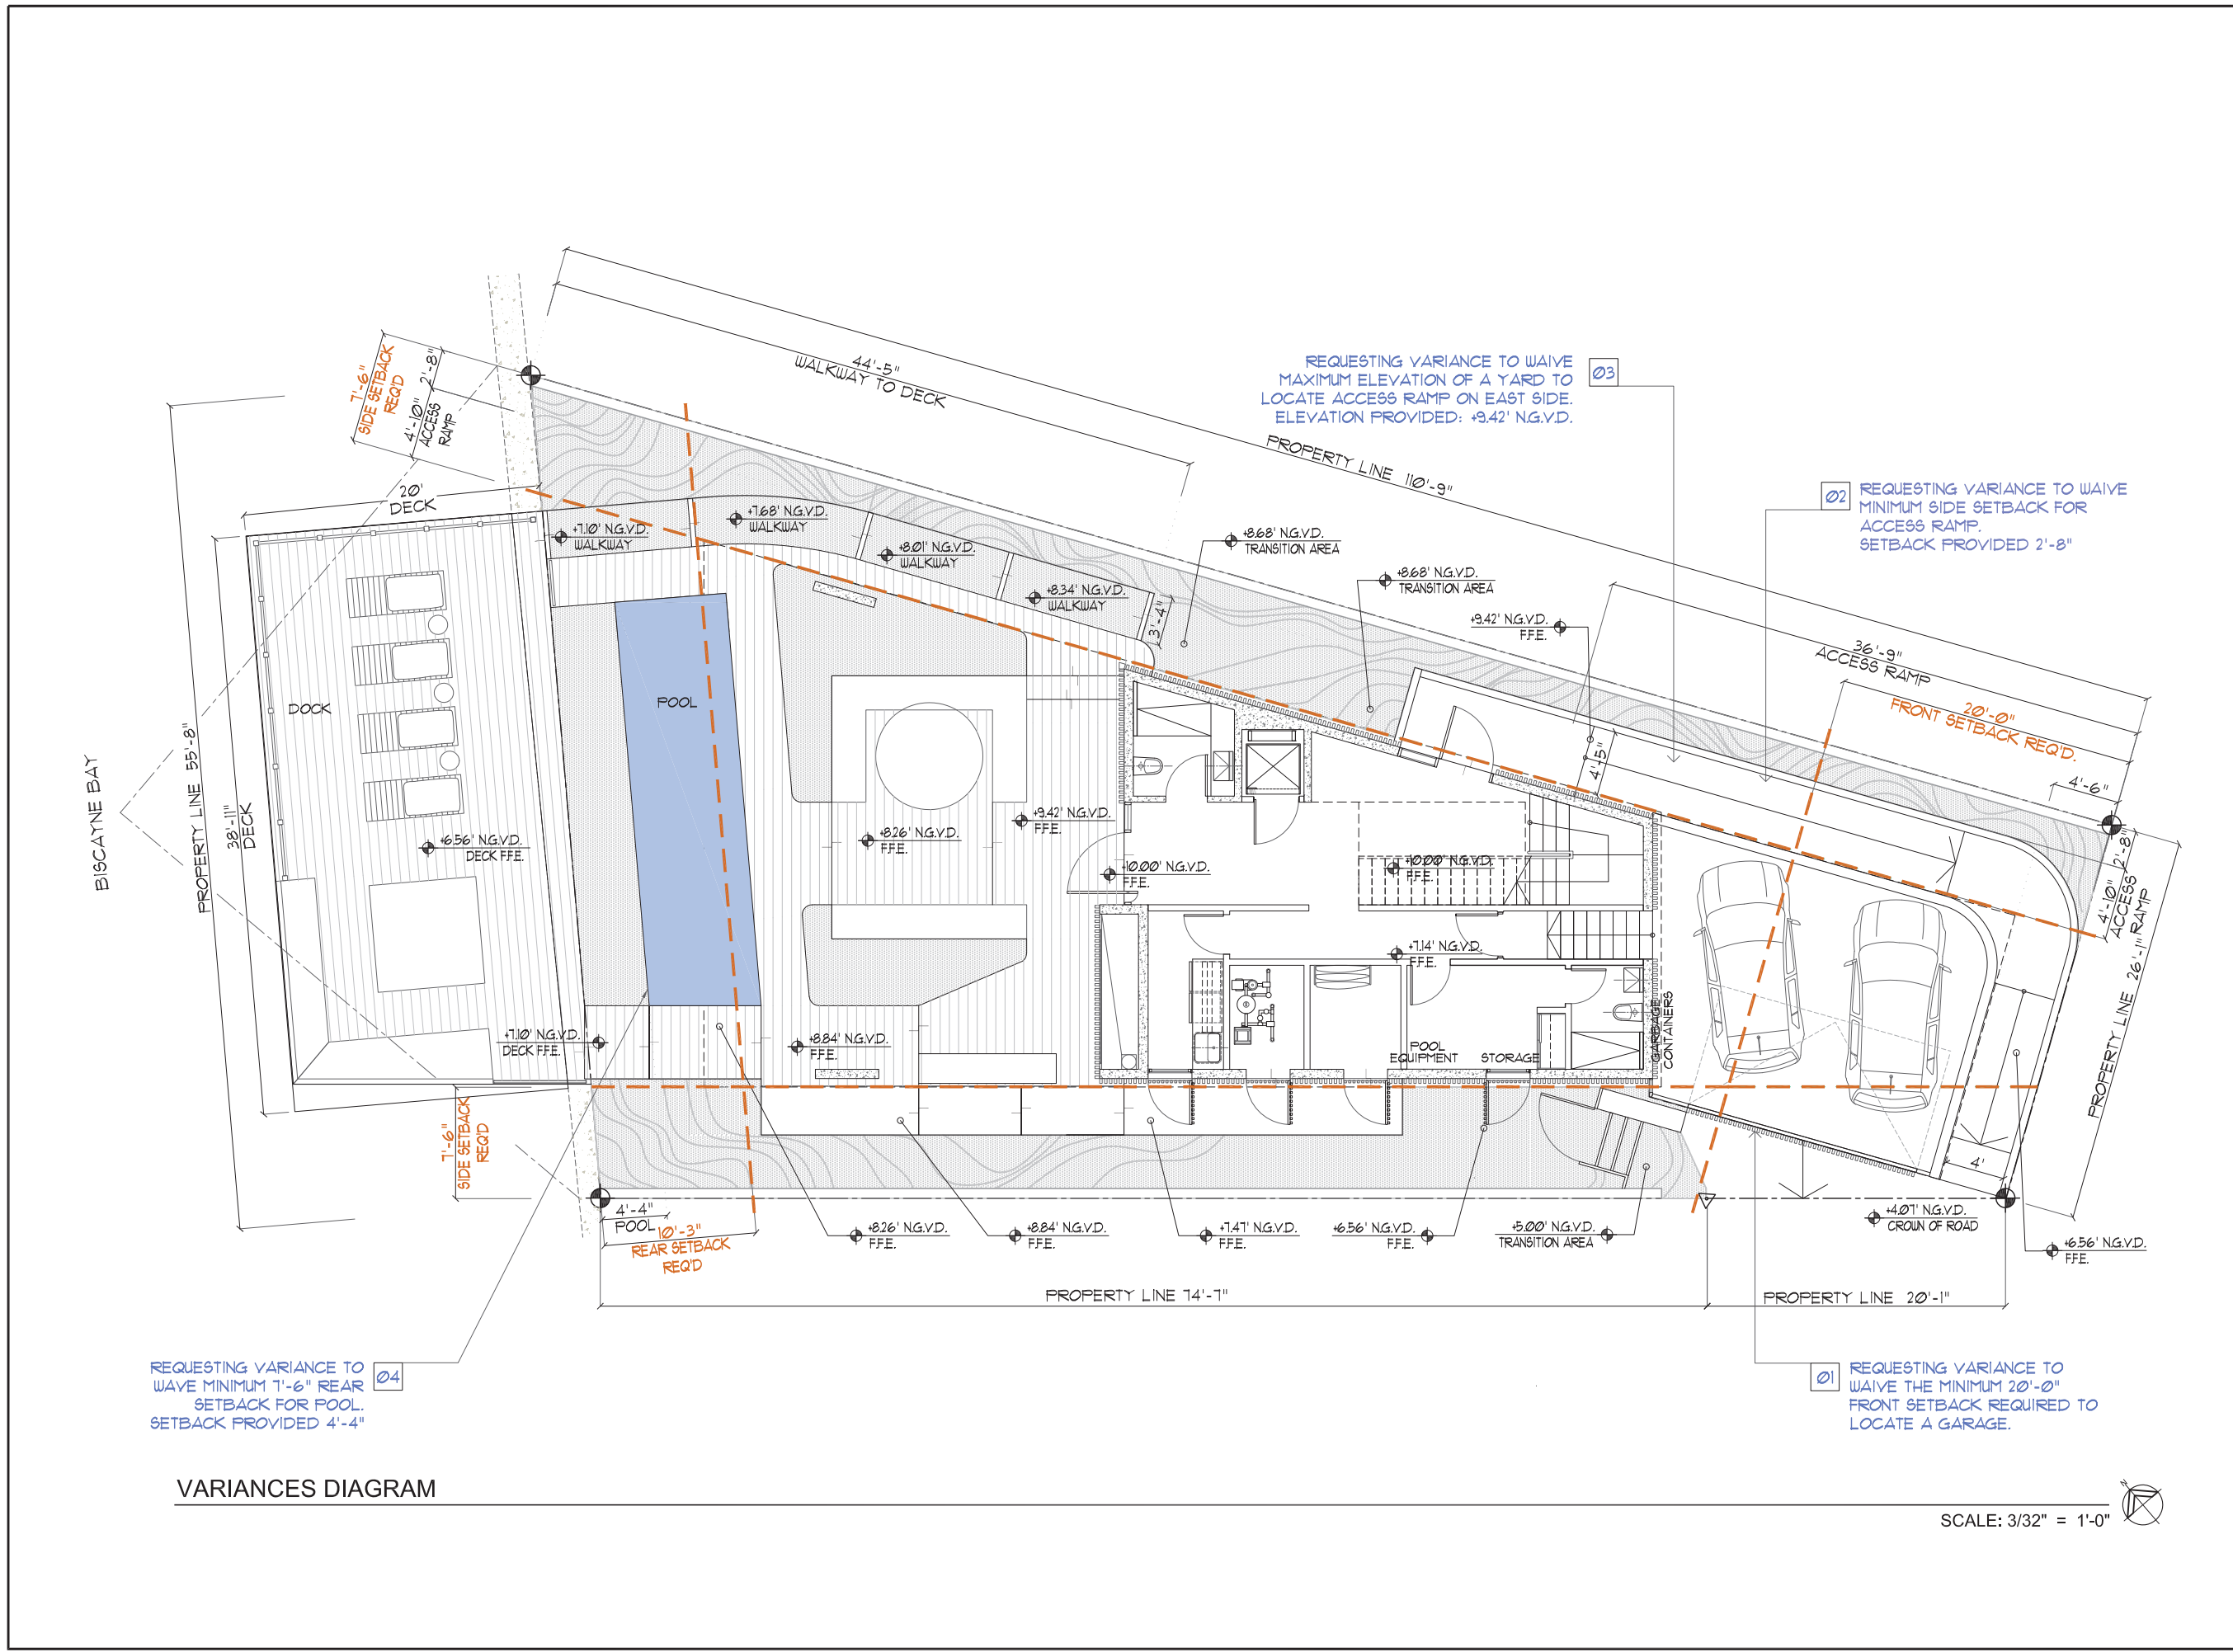 44'-5"
WALKWAY TO DECK
PROPERTY LINE 110'-9"
7'-6"
SIDE SETBACK
REQ'D
2'-8"
4'-10"
ACCESS
RAMP
20'
DECK
REQUESTING VARIANCE TO WAIVE
MAXIMUM ELEVATION OF A YARD TO
LOCATE ACCESS RAMP ON EAST SIDE.
ELEVATION PROVIDED: +9.42' N.G.V.D.
03
02
REQUESTING VARIANCE TO WAIVE
MINIMUM SIDE SETBACK FOR
ACCESS RAMP.
SETBACK PROVIDED 2'-8"
+7.10' N.G.V.D.
WALKWAY
+7.68' N.G.V.D.
WALKWAY
+8.01' N.G.V.D.
WALKWAY
+8.34' N.G.V.D.
WALKWAY
3'-4"
+8.68' N.G.V.D.
TRANSITION AREA
+8.68' N.G.V.D.
TRANSITION AREA
+9.42' N.G.V.D.
F.F.E.
36'-9"
ACCESS RAMP
20'-0"
FRONT SETBACK REQ'D.
4'-6"
4'-5"
BISCAYNE BAY
PROPERTY LINE 55'-8"
38'-11"
DECK
DOCK
POOL
+6.56' N.G.V.D.
DECK F.F.E.
+8.26' N.G.V.D.
F.F.E.
+9.42' N.G.V.D.
F.F.E.
+10.00' N.G.V.D.
F.F.E.
+10.00' N.G.V.D.
F.F.E.
+7.14' N.G.V.D.
F.F.E.
2'-8"
4'-10"
ACCESS
RAMP
PROPERTY LINE 26'-1"
+7.10' N.G.V.D.
DECK F.F.E.
+8.84' N.G.V.D.
F.F.E.
POOL
EQUIPMENT
STORAGE
GARBAGE
CONTAINERS
7'-6"
SIDE SETBACK
REQ'D
4'
4'-4"
POOL
10'-3"
REAR SETBACK
REQ'D
+8.26' N.G.V.D.
F.F.E.
+8.84' N.G.V.D.
F.F.E.
+7.47' N.G.V.D.
F.F.E.
+6.56' N.G.V.D.
F.F.E.
+5.00' N.G.V.D.
TRANSITION AREA
+4.07' N.G.V.D.
CROWN OF ROAD
+6.56' N.G.V.D.
F.F.E.
PROPERTY LINE 74'-7"
PROPERTY LINE 20'-1"
REQUESTING VARIANCE TO
WAVE MINIMUM 7'-6" REAR
SETBACK FOR POOL.
SETBACK PROVIDED 4'-4"
04
01
REQUESTING VARIANCE TO
WAIVE THE MINIMUM 20'-0"
FRONT SETBACK REQUIRED TO
LOCATE A GARAGE.
VARIANCES DIAGRAM
N
SCALE: 3/32" = 1'-0"